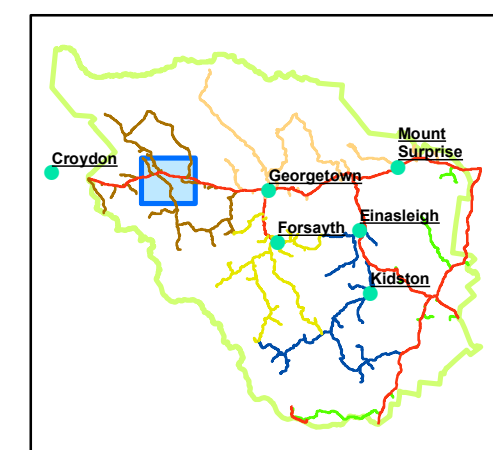 Mount
Surprise
Croydon
Georgetown
Forsayth
Einasleigh
Kidston